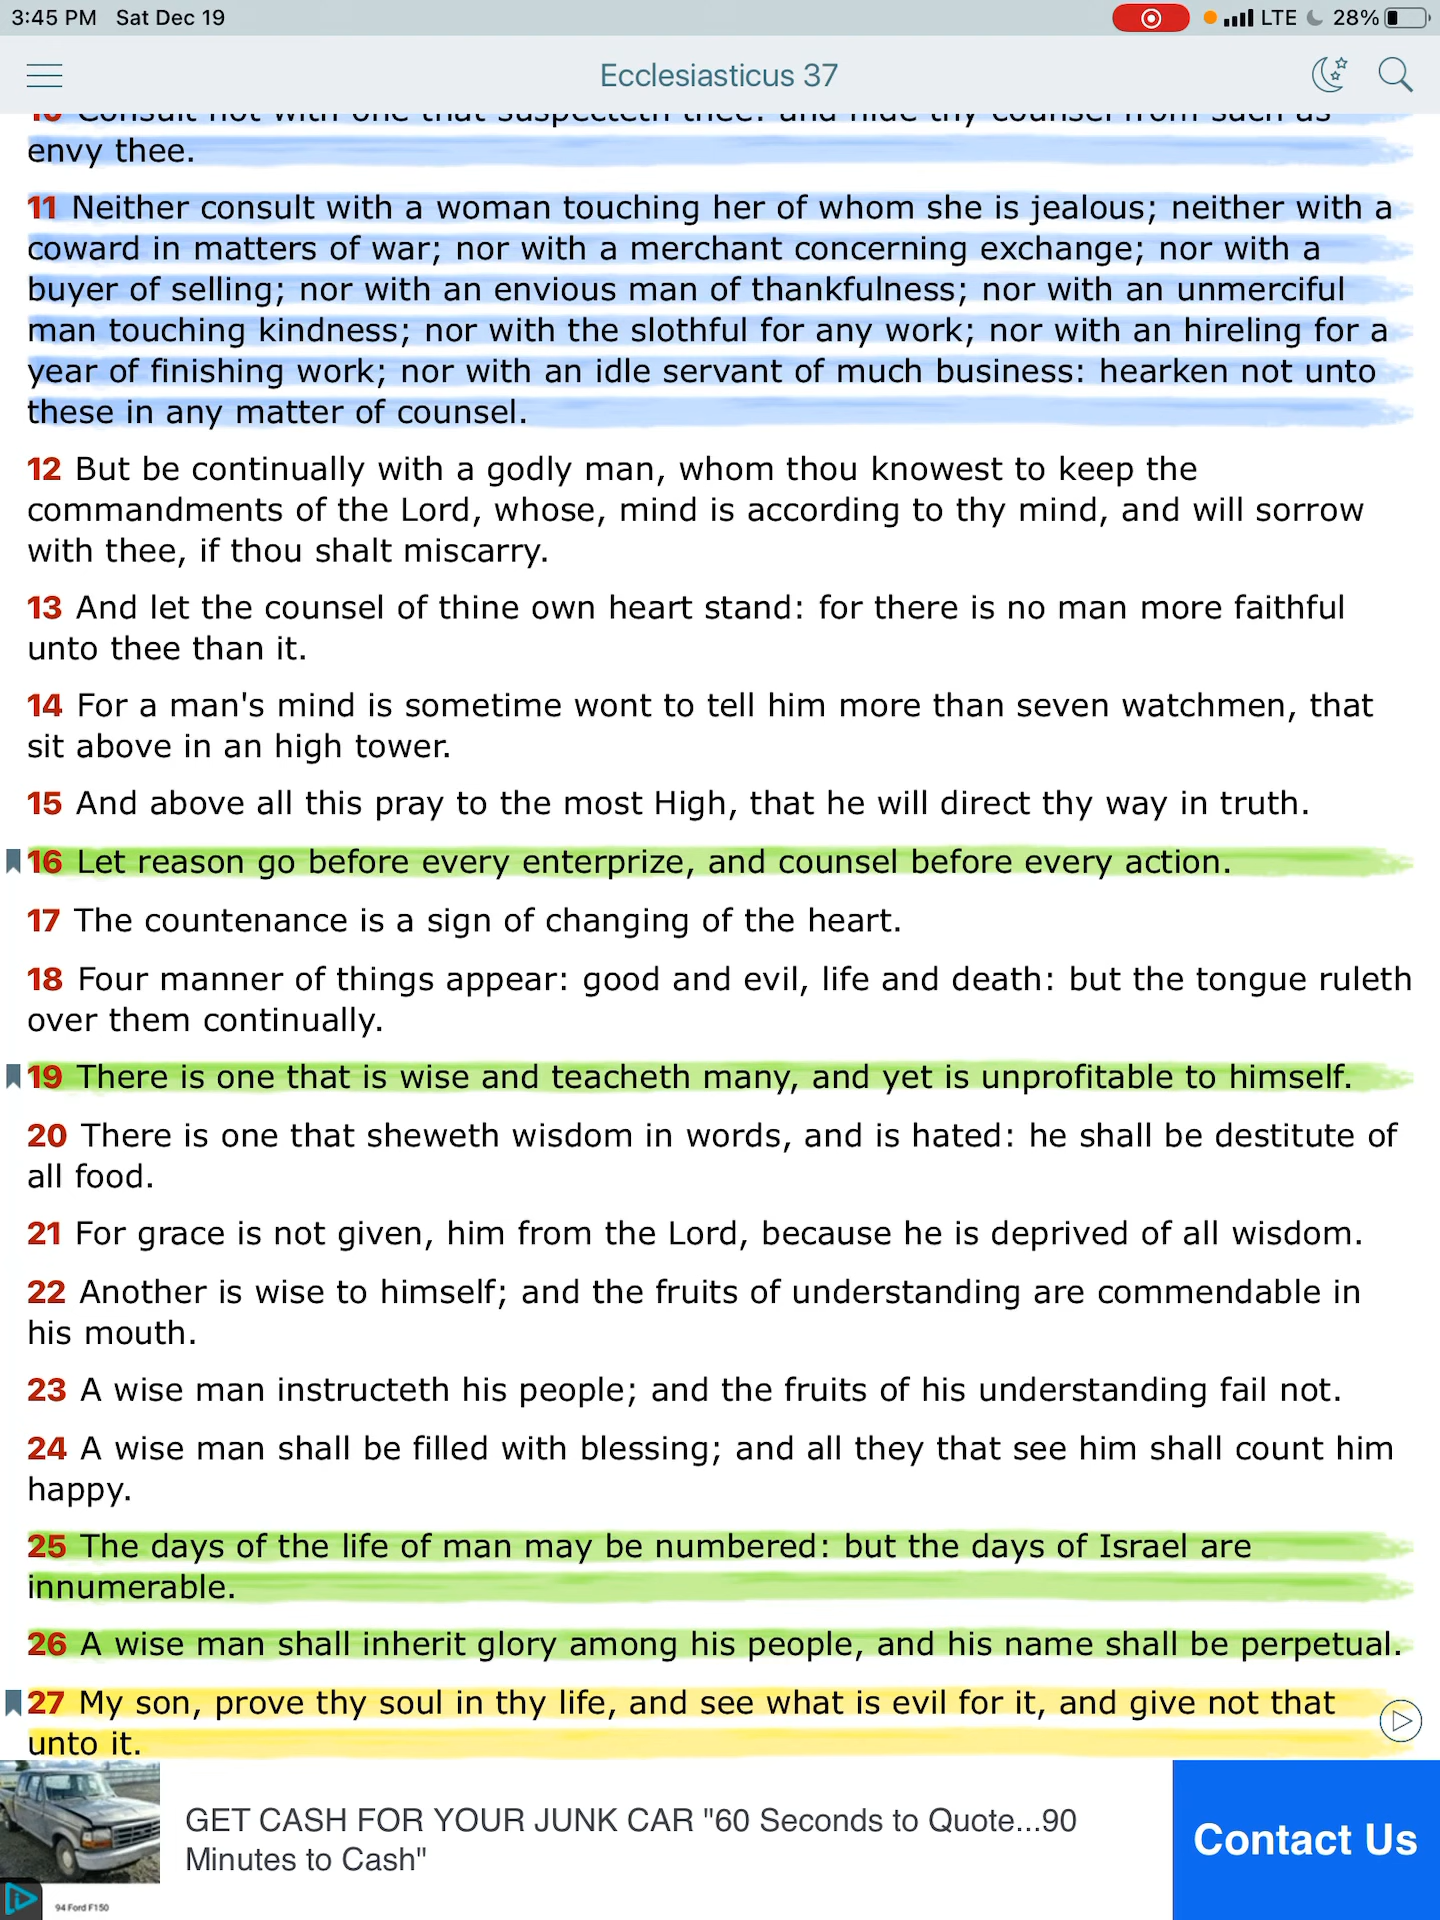 3:45 PM Sat Dec 19
LTE 28%
Ecclesiasticus 37
10 Consult not with one that suspecteth thee: and hide thy counsel from such as
envy thee.
11 Neither consult with a woman touching her of whom she is jealous; neither with a
coward in matters of war; nor with a merchant concerning exchange; nor with a
buyer of selling; nor with an envious man of thankfulness; nor with an unmerciful
man touching kindness; nor with the slothful for any work; nor with an hireling for a
year of finishing work; nor with an idle servant of much business: hearken not unto
these in any matter of counsel.
12 But be continually with a godly man, whom thou knowest to keep the
commandments of the Lord, whose, mind is according to thy mind, and will sorrow
with thee, if thou shalt miscarry.
13 And let the counsel of thine own heart stand: for there is no man more faithful
unto thee than it.
14 For a man's mind is sometime wont to tell him more than seven watchmen, that
sit above in an high tower.
15 And above all this pray to the most High, that he will direct thy way in truth.
16 Let reason go before every enterprize, and counsel before every action.
17 The countenance is a sign of changing of the heart.
18 Four manner of things appear: good and evil, life and death: but the tongue ruleth
over them continually.
19 There is one that is wise and teacheth many, and yet is unprofitable to himself.
20 There is one that sheweth wisdom in words, and is hated: he shall be destitute of
all food.
21 For grace is not given, him from the Lord, because he is deprived of all wisdom.
22 Another is wise to himself; and the fruits of understanding are commendable in
his mouth.
23 A wise man instructeth his people; and the fruits of his understanding fail not.
24 A wise man shall be filled with blessing; and all they that see him shall count him
happy.
25 The days of the life of man may be numbered: but the days of Israel are
innumerable.
26 A wise man shall inherit glory among his people, and his name shall be perpetual.
27 My son, prove thy soul in thy life, and see what is evil for it, and give not that
unto it.
GET CASH FOR YOUR JUNK CAR "60 Seconds to Quote...90
Minutes to Cash"
Contact Us
94 Ford F150